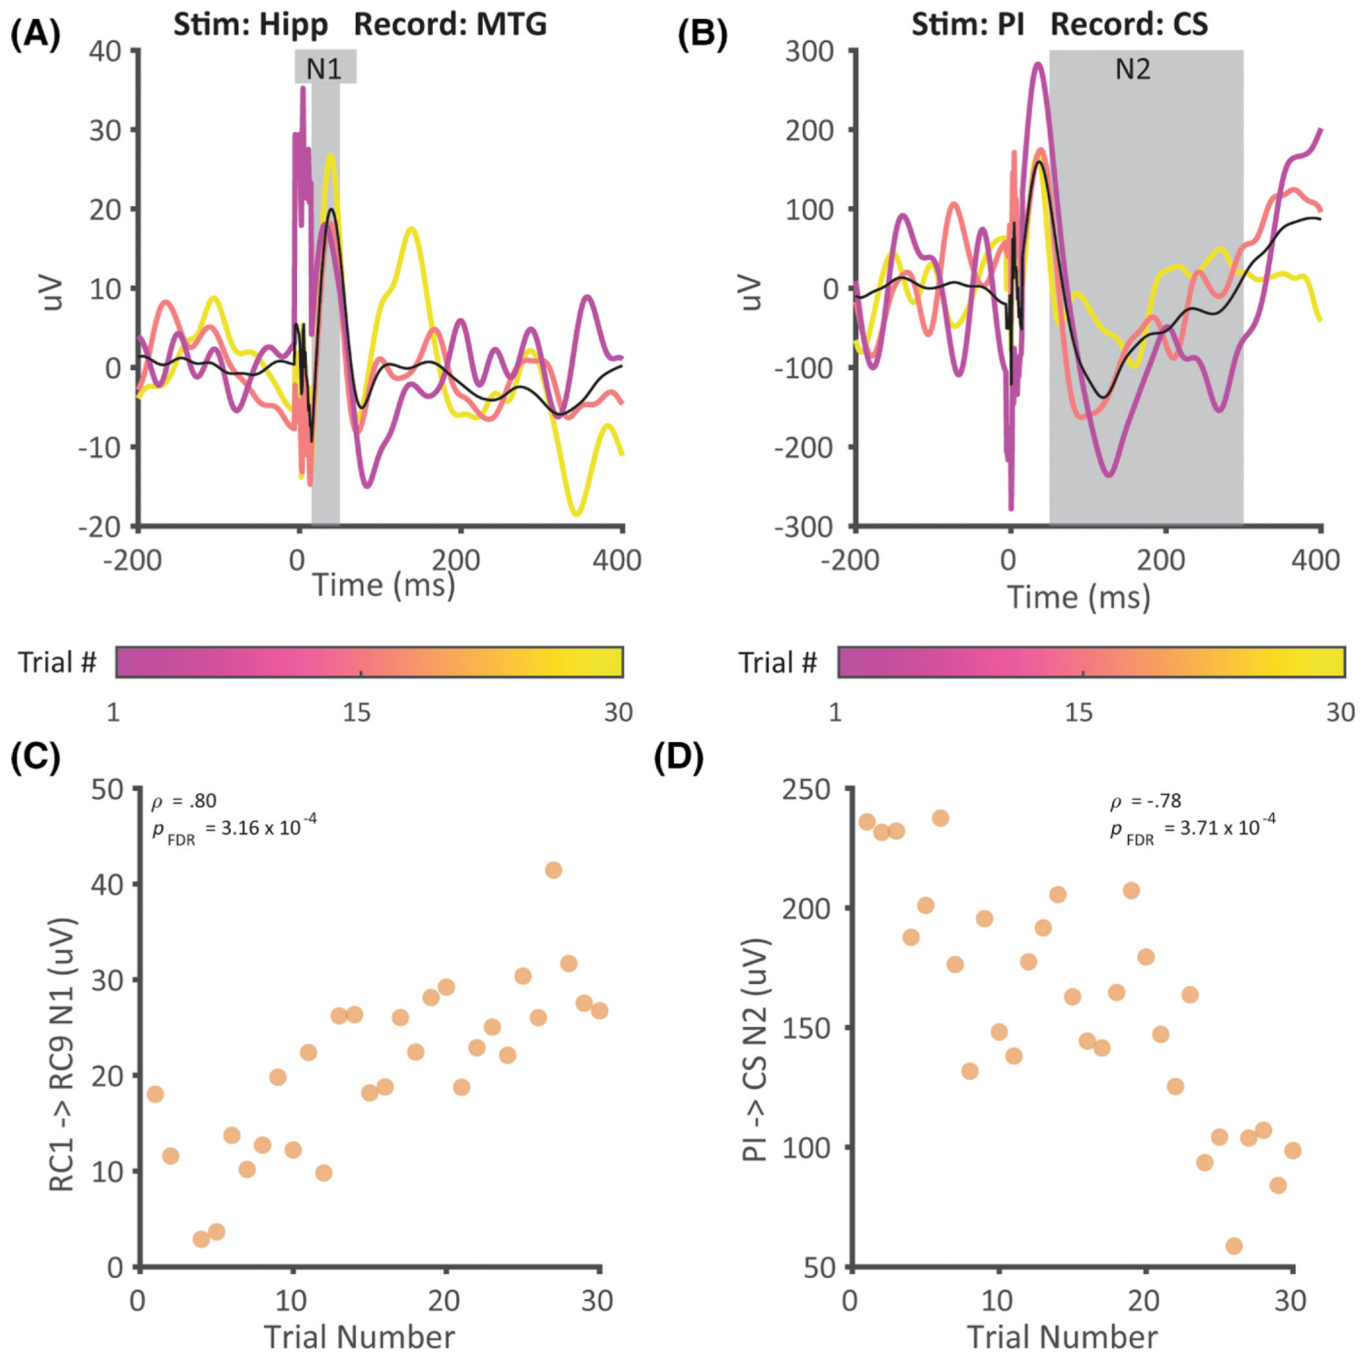 (A) Stim: Hipp Record: MTG
N1
40
30
20
10
0
-10
-20
uV
-200 0 200 400
Time (ms)
(B) Stim: PI Record: CS
N2
300
200
100
0
-100
-200
-300
uV
-200 0 200 400
Time (ms)
Trial #
1 15 30
Trial #
1 15 30
(C)
ρ = .80
p FDR = 3.16 x 10-4
50
40
30
20
10
0
RC1 -> RC9 N1 (uV)
0 10 20 30
Trial Number
(D)
ρ = -.78
p FDR = 3.71 x 10-4
250
200
150
100
50
PI -> CS N2 (uV)
0 10 20 30
Trial Number